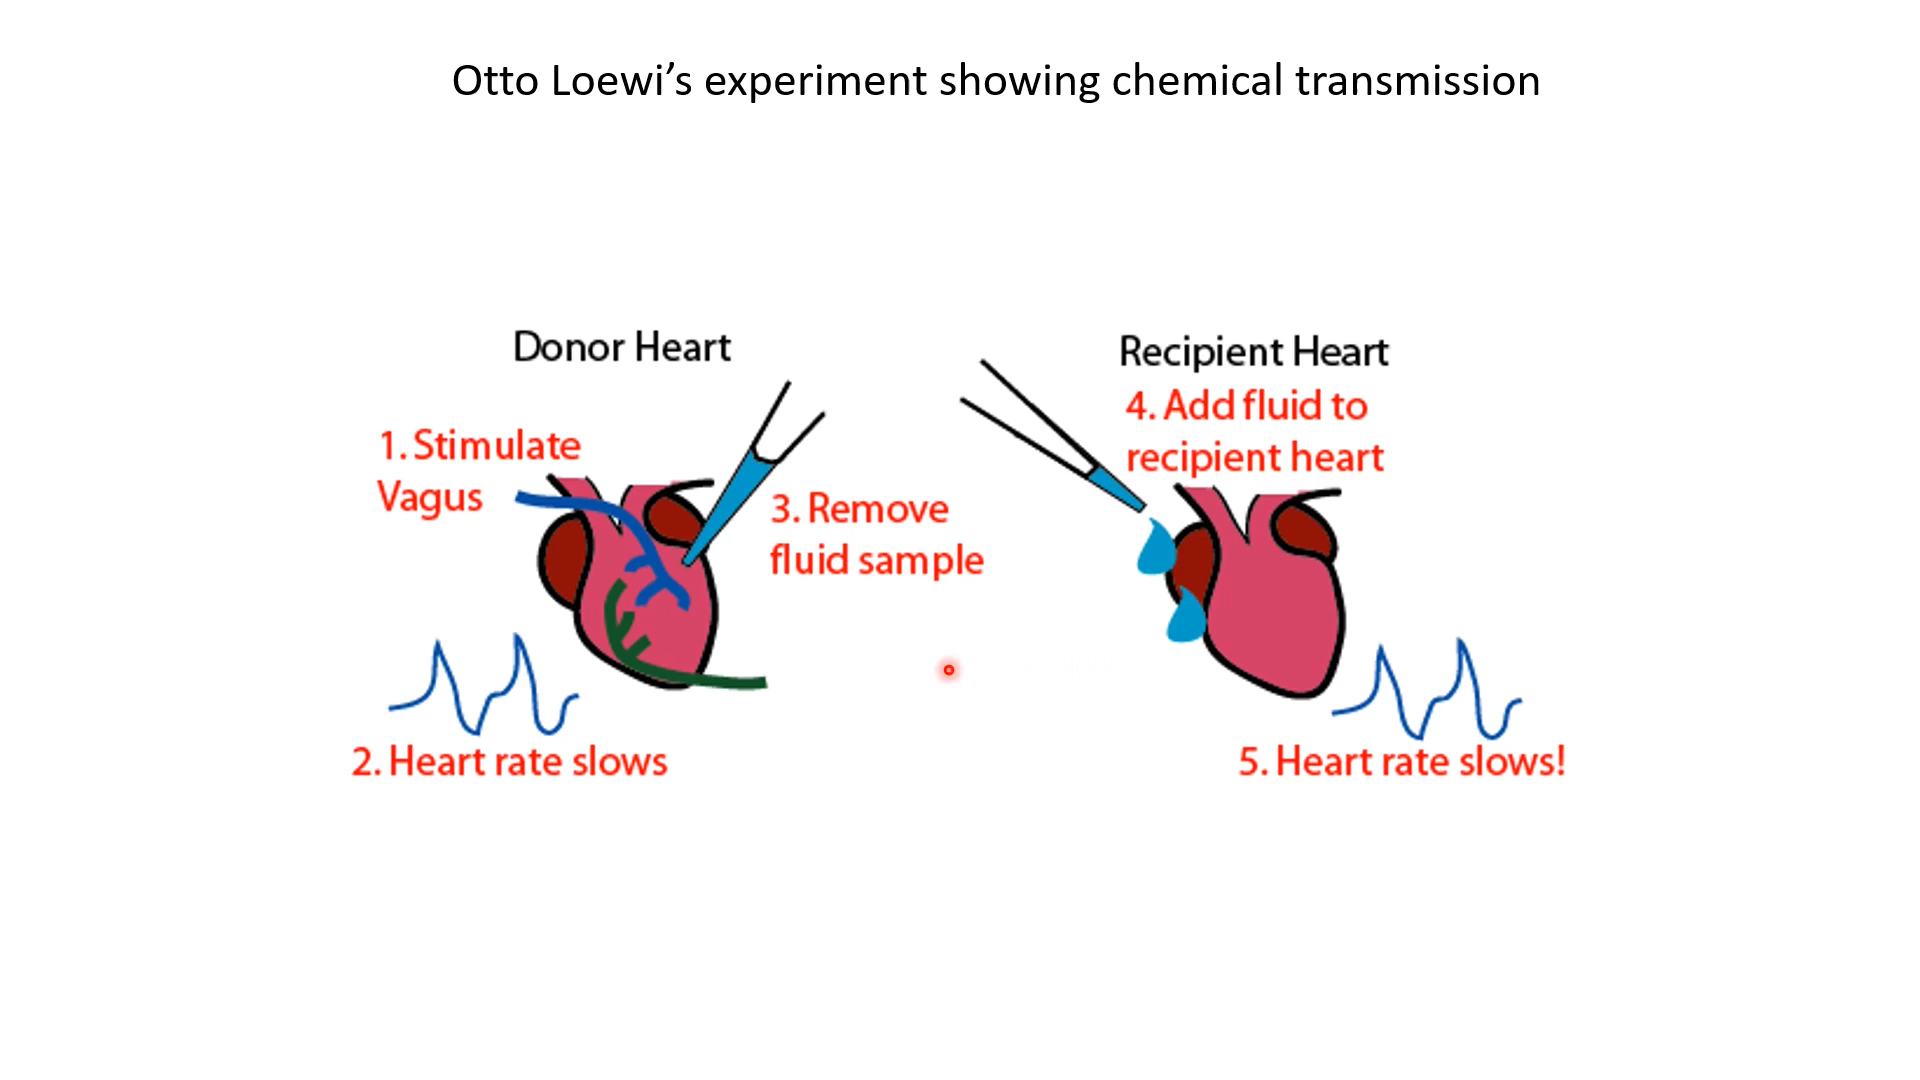 Otto Loewi’s experiment showing chemical transmission
Donor Heart
1. Stimulate
Vagus
3. Remove
fluid sample
2. Heart rate slows
Recipient Heart
4. Add fluid to
recipient heart
5. Heart rate slows!